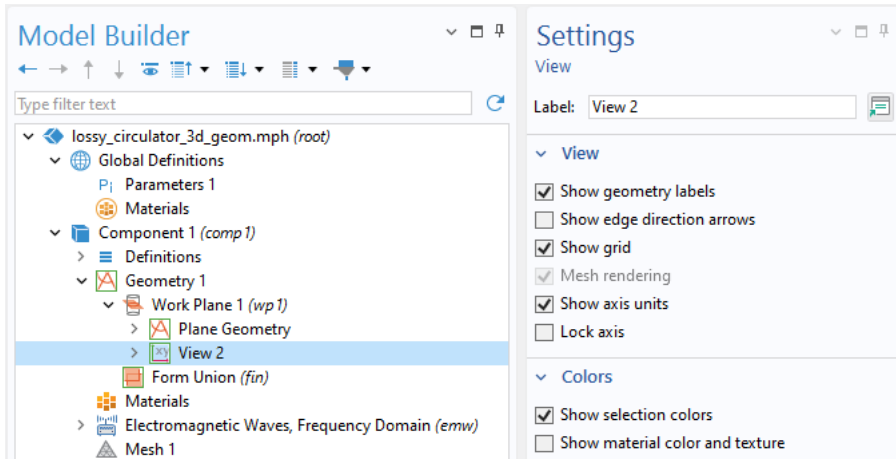 Model Builder
Type filter text
lossy_circulator_3d_geom.mph (root)
Global Definitions
Pi Parameters 1
Materials
Component 1 (comp1)
Definitions
Geometry 1
Work Plane 1 (wp1)
Plane Geometry
xy View 2
Form Union (fin)
Materials
Electromagnetic Waves, Frequency Domain (emw)
Mesh 1
Settings
View
Label: View 2
View
Show geometry labels
Show edge direction arrows
Show grid
Mesh rendering
Show axis units
Lock axis
Colors
Show selection colors
Show material color and texture